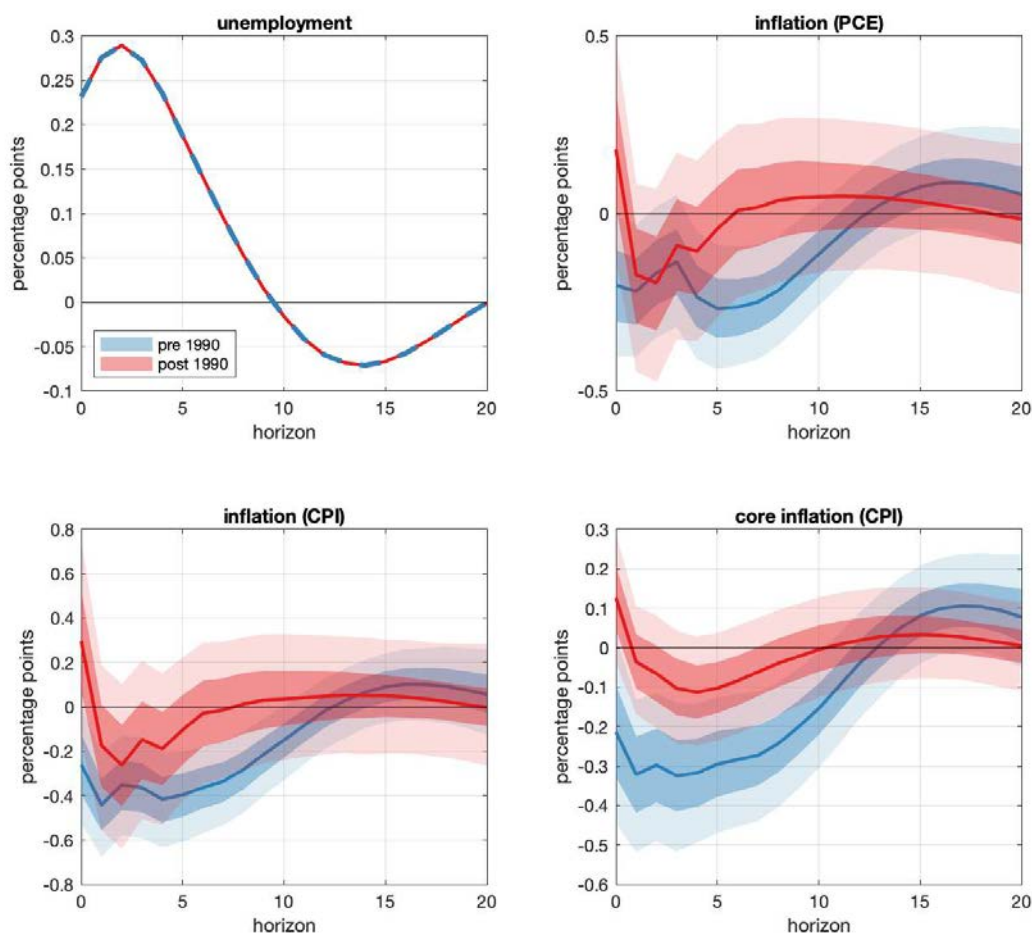 unemployment
percentage points
0.3
0.25
0.2
0.15
0.1
0.05
0
-0.05
-0.1
pre 1990
post 1990
0 5 10 15 20
horizon
inflation (PCE)
percentage points
0.5
0
-0.5
0 5 10 15 20
horizon
inflation (CPI)
percentage points
0.8
0.6
0.4
0.2
0
-0.2
-0.4
-0.6
-0.8
0 5 10 15 20
horizon
core inflation (CPI)
percentage points
0.3
0.2
0.1
0
-0.1
-0.2
-0.3
-0.4
-0.5
-0.6
0 5 10 15 20
horizon